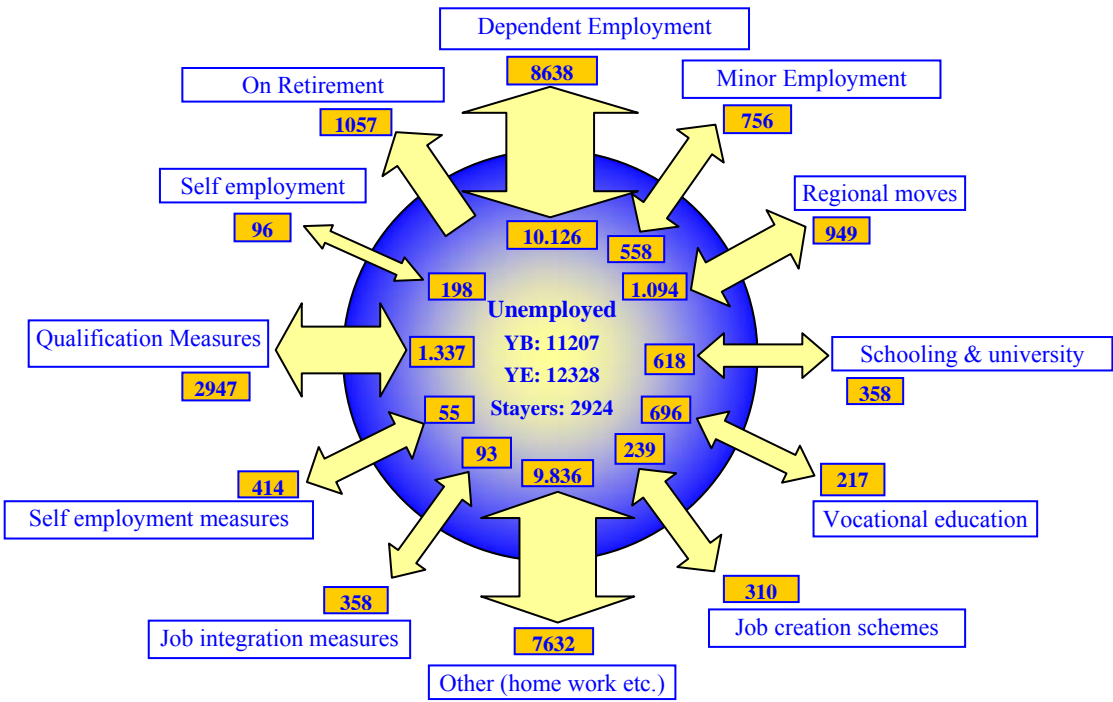 Dependent Employment
8638
On Retirement
1057
Minor Employment
756
Self employment
96
Regional moves
949
10.126
558
198
1.094
Unemployed
YB: 11207
YE: 12328
Stayers: 2924
Qualification Measures
2947
1.337
618
Schooling & university
358
55
696
93
239
9.836
414
Self employment measures
217
Vocational education
358
Job integration measures
310
Job creation schemes
7632
Other (home work etc.)